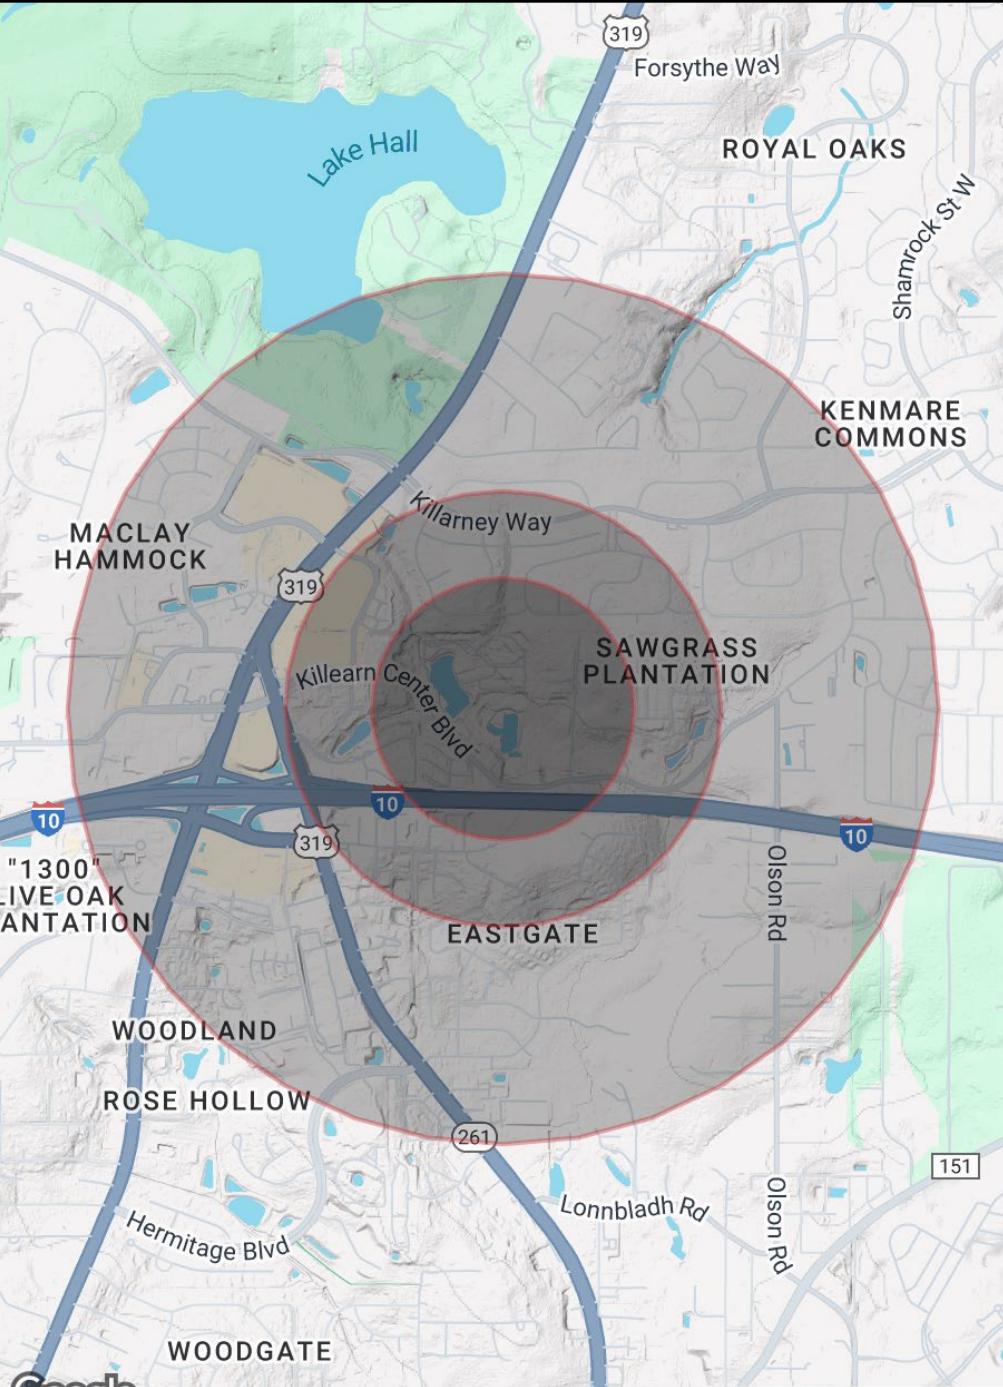 319
Forsythe Way
Lake Hall
ROYAL OAKS
Shamrock St W
KENMARE
COMMONS
Killarney Way
MACLAY
HAMMOCK
319
SAWGRASS
PLANTATION
Killearn Center Blvd
10
10
10
319
"1300"
LIVE OAK
ANTATION
Olson Rd
EASTGATE
WOODLAND
ROSE HOLLOW
261
151
Lonnbladh Rd
Olson Rd
Hermitage Blvd
WOODGATE
Google